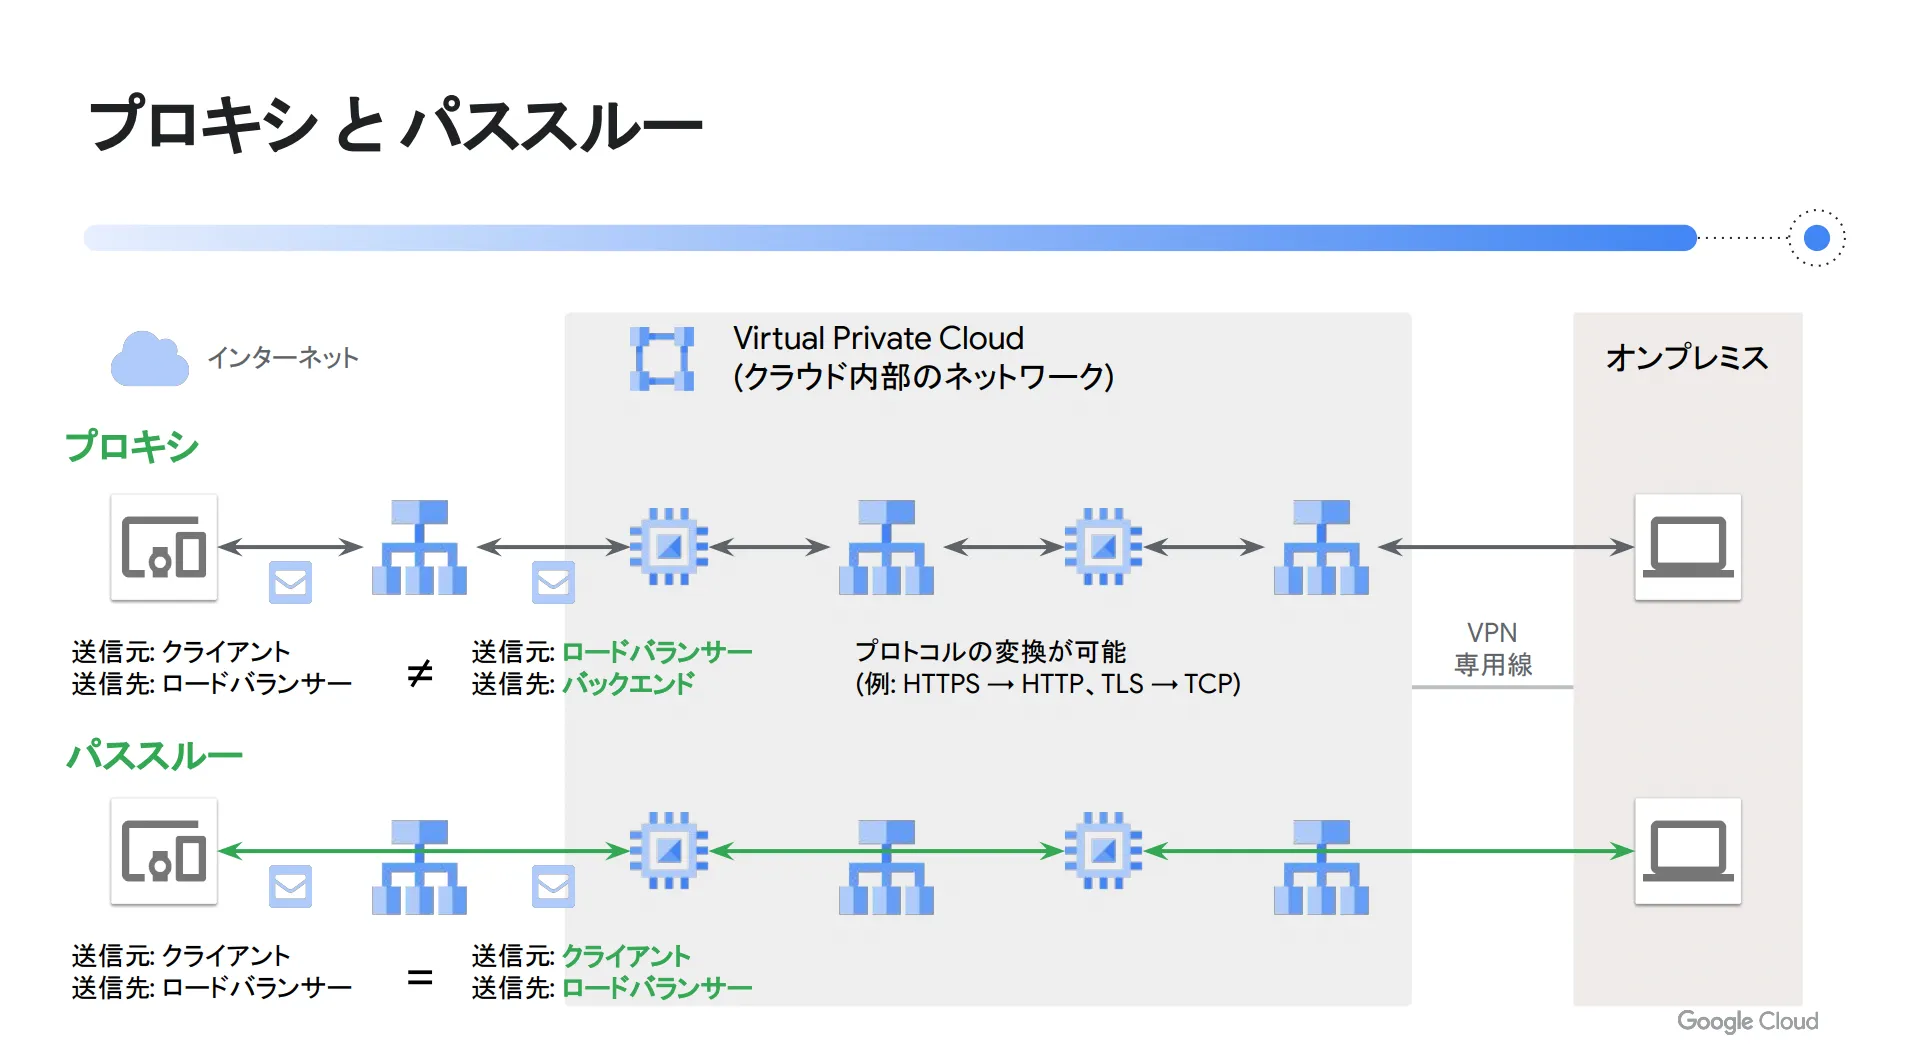 プロキシ と パススルー
インターネット
Virtual Private Cloud
(クラウド内部のネットワーク)
オンプレミス
プロキシ
送信元: クライアント
送信先: ロードバランサー
≠
送信元: ロードバランサー
送信先: バックエンド
プロトコルの変換が可能
(例: HTTPS → HTTP、TLS → TCP)
VPN
専用線
パススルー
送信元: クライアント
送信先: ロードバランサー
=
送信元: クライアント
送信先: ロードバランサー
Google Cloud